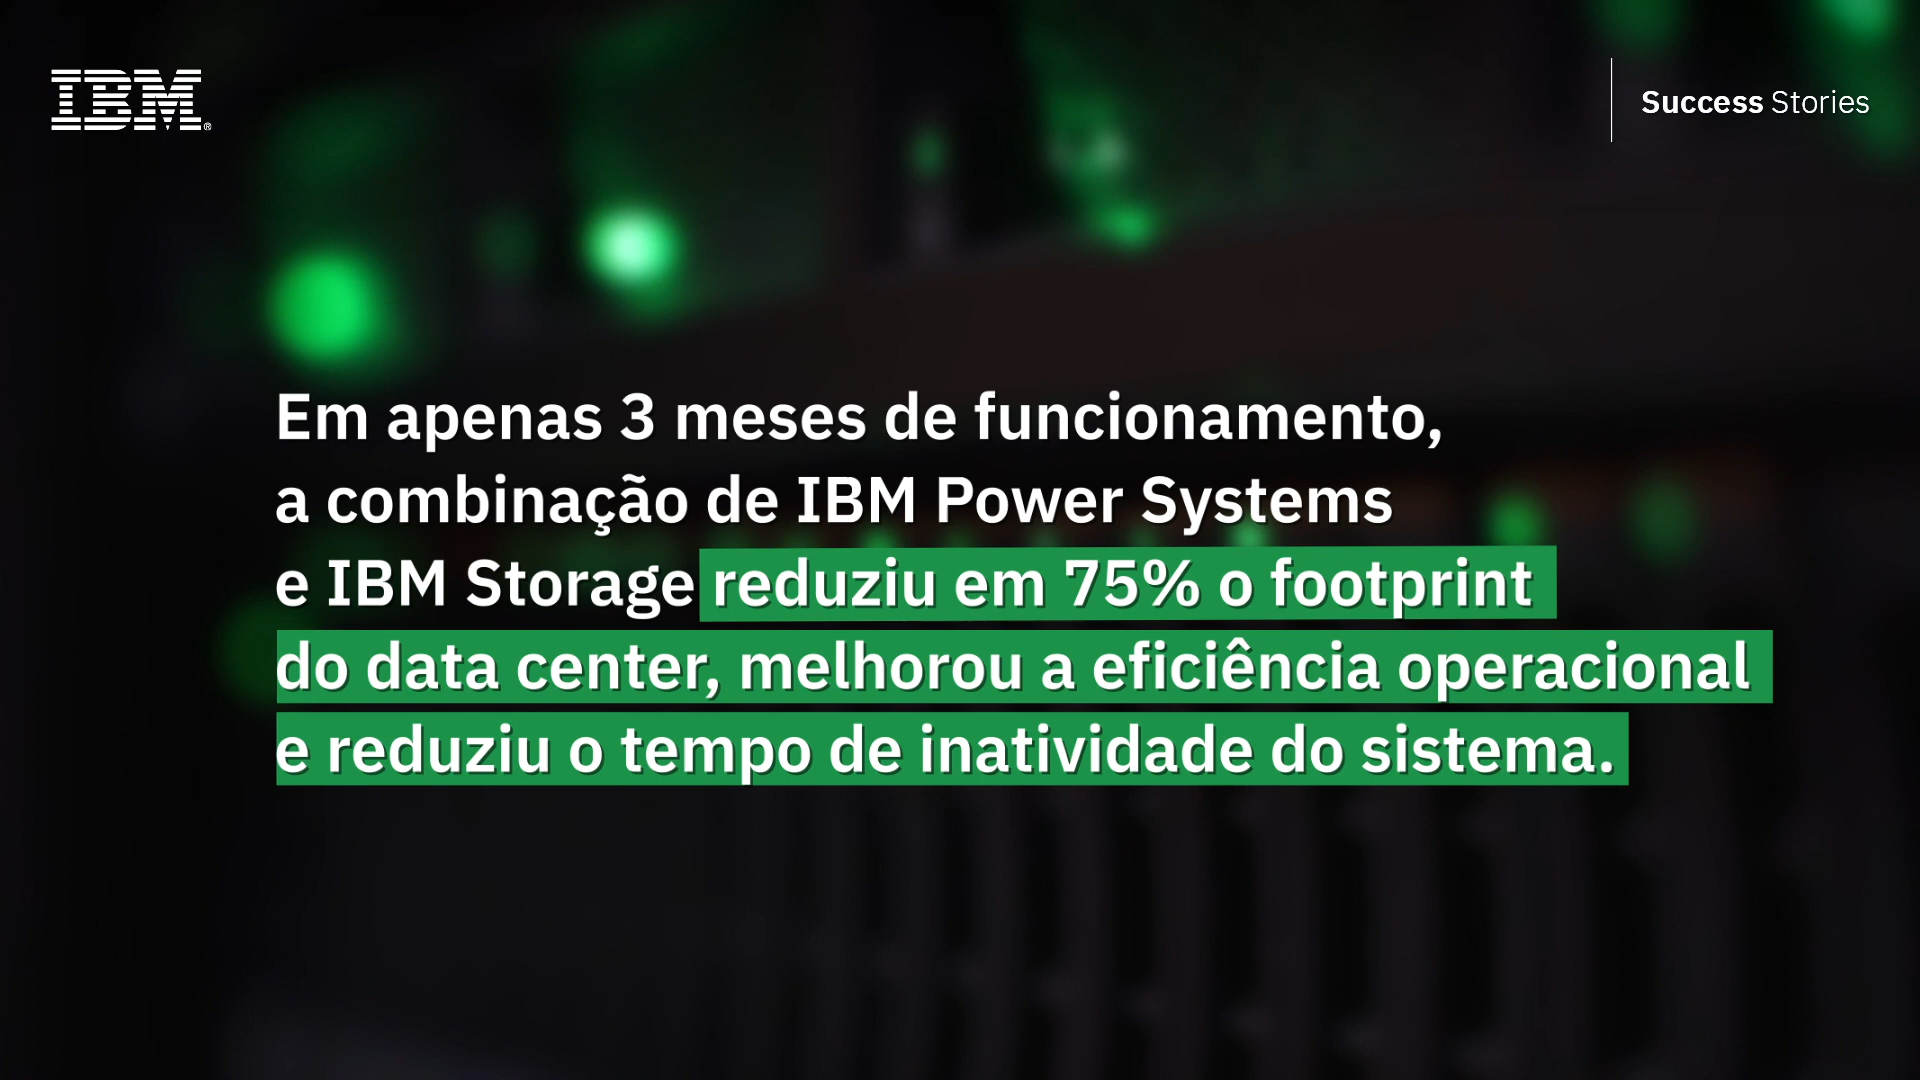 IBM®
Success Stories
Em apenas 3 meses de funcionamento,
a combinação de IBM Power Systems
e IBM Storage reduziu em 75% o footprint
do data center, melhorou a eficiência operacional
e reduziu o tempo de inatividade do sistema.